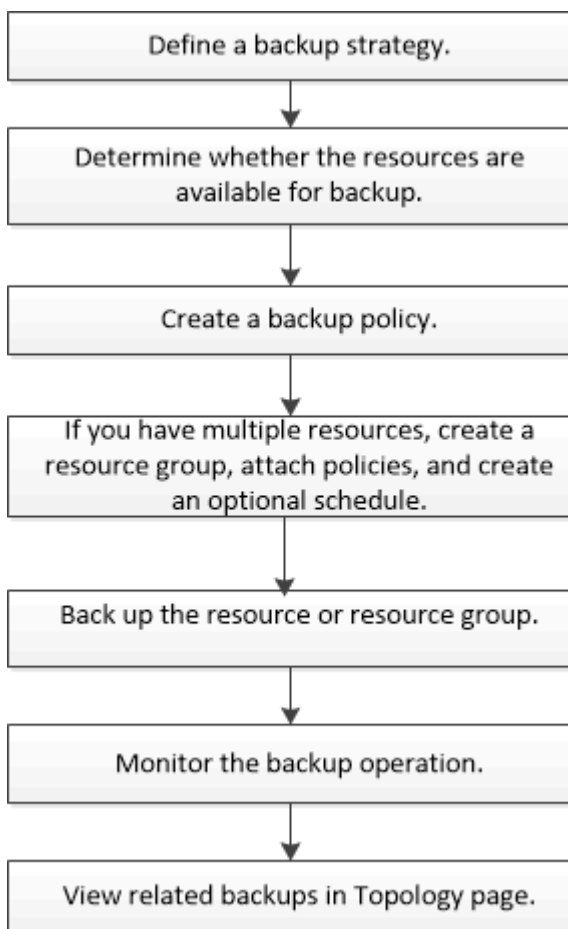 Define a backup strategy.
Determine whether the resources are
available for backup.
Create a backup policy.
If you have multiple resources, create a
resource group, attach policies, and create
an optional schedule.
Back up the resource or resource group.
Monitor the backup operation.
View related backups in Topology page.